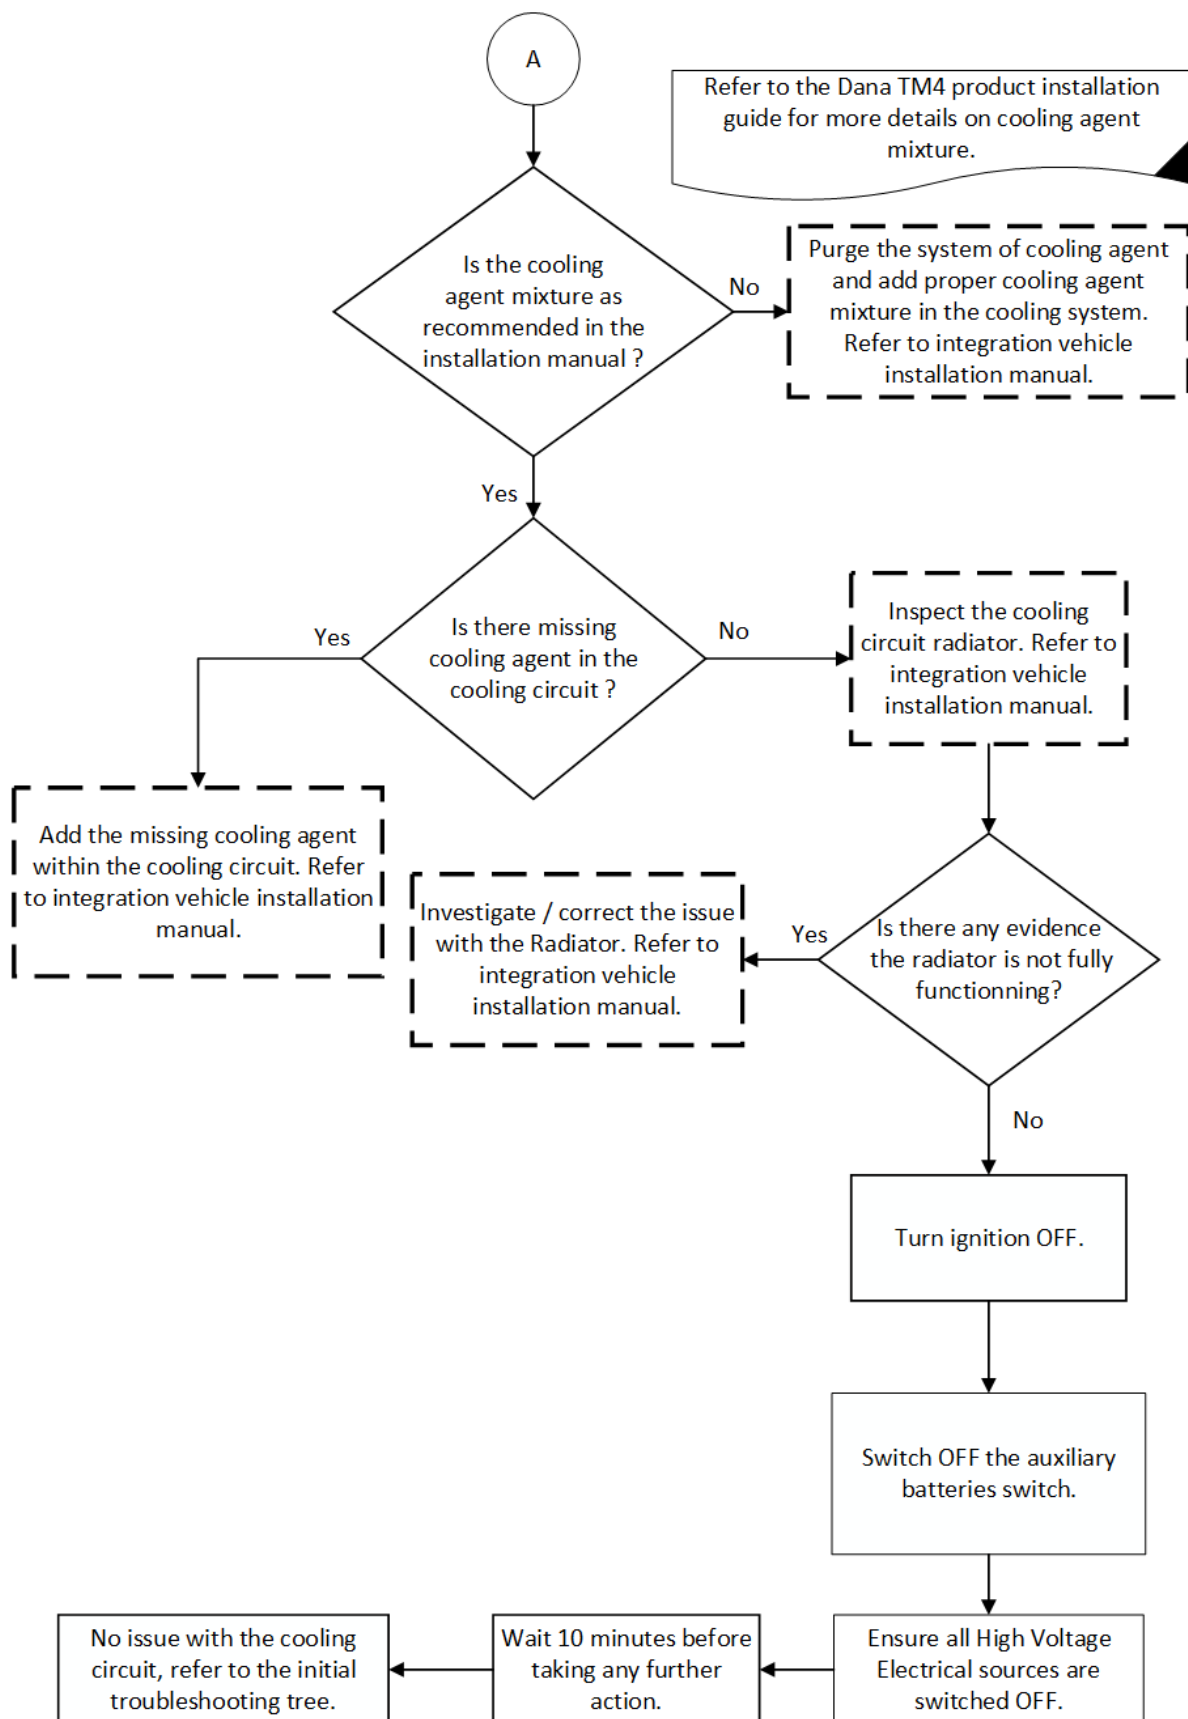 A
Refer to the Dana TM4 product installation
guide for more details on cooling agent
mixture.
Is the cooling
agent mixture as
recommended in the
installation manual ?
No
Purge the system of cooling agent
and add proper cooling agent
mixture in the cooling system.
Refer to integration vehicle
installation manual.
Yes
Is there missing
cooling agent in the
cooling circuit ?
Yes
No
Inspect the cooling
circuit radiator. Refer to
integration vehicle
installation manual.
Add the missing cooling agent
within the cooling circuit. Refer
to integration vehicle installation
manual.
Investigate / correct the issue
with the Radiator. Refer to
integration vehicle
installation manual.
Yes
Is there any evidence
the radiator is not fully
functionning?
No
Turn ignition OFF.
Switch OFF the auxiliary
batteries switch.
Ensure all High Voltage
Electrical sources are
switched OFF.
Wait 10 minutes before
taking any further
action.
No issue with the cooling
circuit, refer to the initial
troubleshooting tree.